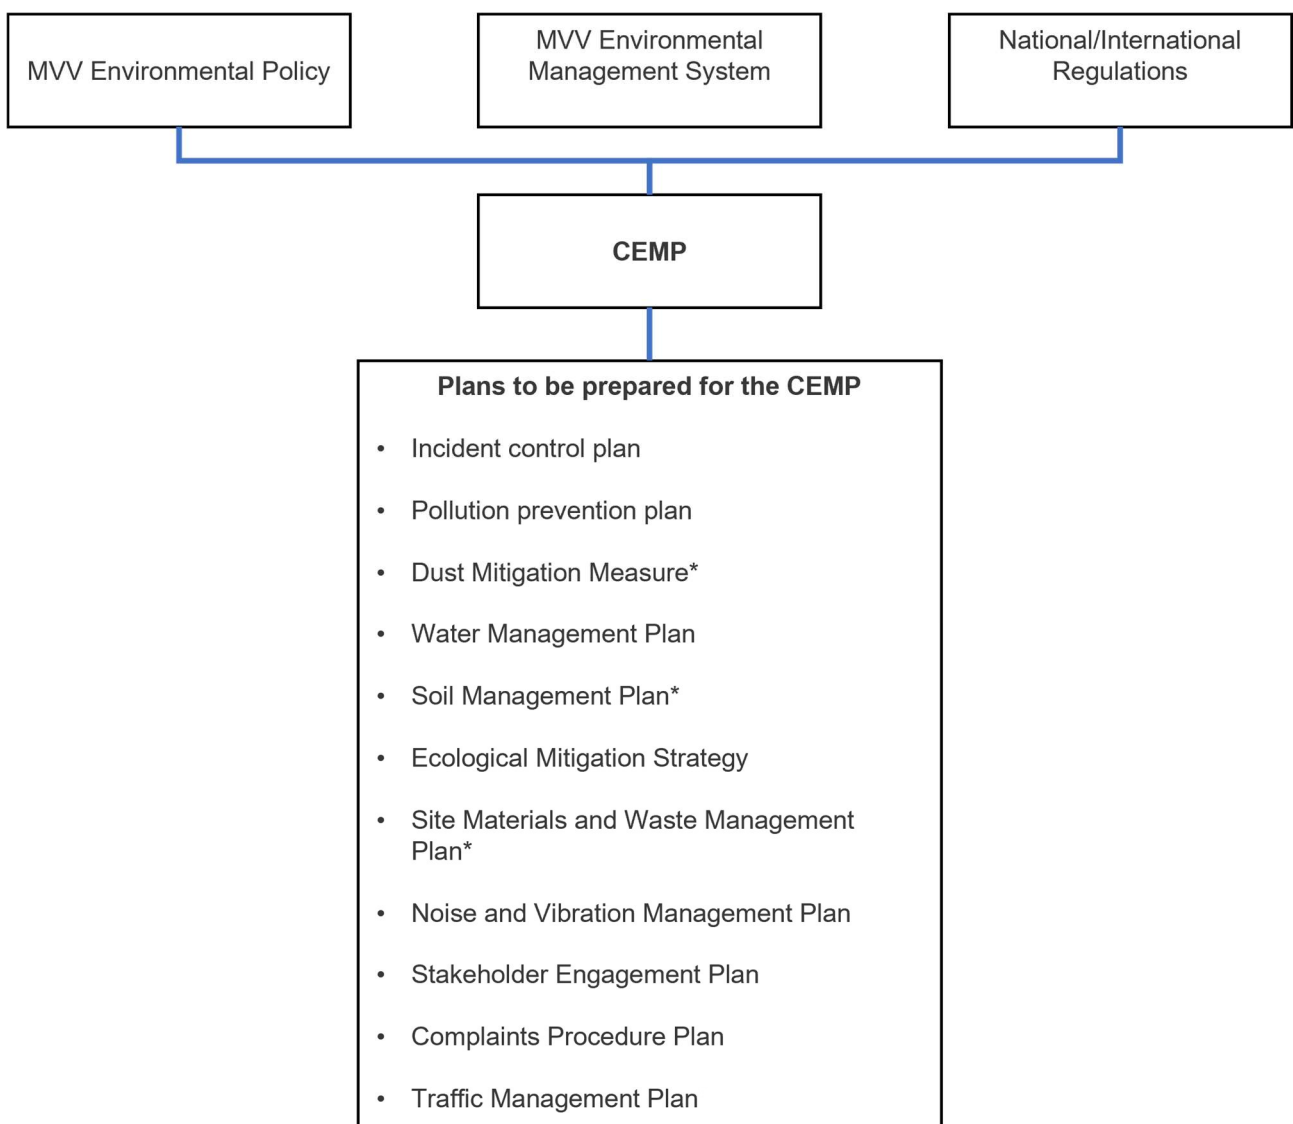 MVV Environmental Policy
MVV Environmental
Management System
National/International
Regulations
CEMP
Plans to be prepared for the CEMP
• Incident control plan
• Pollution prevention plan
• Dust Mitigation Measure*
• Water Management Plan
• Soil Management Plan*
• Ecological Mitigation Strategy
• Site Materials and Waste Management
Plan*
• Noise and Vibration Management Plan
• Stakeholder Engagement Plan
• Complaints Procedure Plan
• Traffic Management Plan